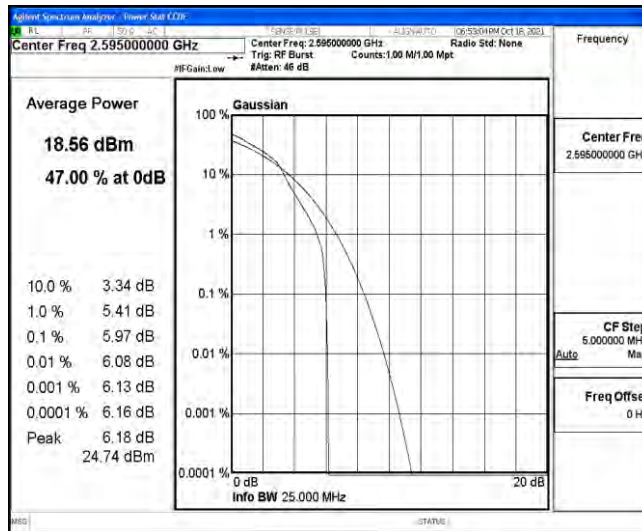 Agilent Spectrum Analyzer - Power Stat CCDF
RL RF 50 Ω AC SENSE:PULSE ALIGN AUTO 06:53:04 PM Oct 18, 2021
Center Freq 2.595000000 GHz
Center Freq: 2.595000000 GHz Radio Std: None
Trig: RF Burst Counts:1.00 M/1.00 Mpt
#IFGain:Low #Atten: 46 dB
Frequency
Average Power
18.56 dBm
47.00 % at 0dB
10.0 % 3.34 dB
1.0 % 5.41 dB
0.1 % 5.97 dB
0.01 % 6.08 dB
0.001 % 6.13 dB
0.0001 % 6.16 dB
Peak 6.18 dB
24.74 dBm
Gaussian
100 %
10 %
1 %
0.1 %
0.01 %
0.001 %
0.0001 %
0 dB 20 dB
Info BW 25.000 MHz
Center Fre
2.595000000 GH
CF Step
5.000000 MH
Auto Ma
Freq Offse
0 H
MSG STATUS